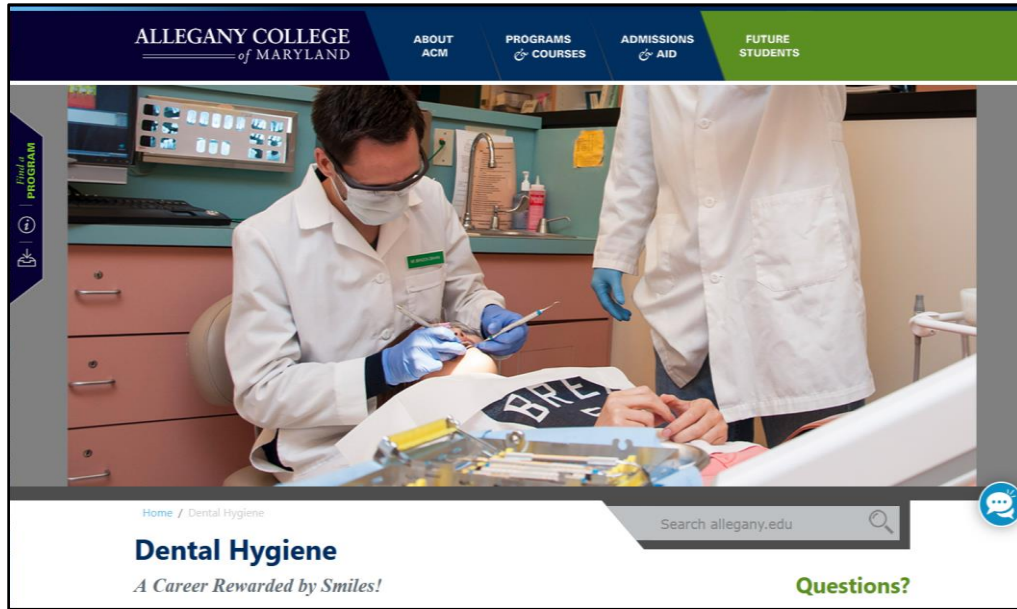 ALLEGANY COLLEGE
of MARYLAND
ABOUT
ACM
PROGRAMS
& COURSES
ADMISSIONS
& AID
FUTURE
STUDENTS
Find a
PROGRAM
BRE
Home / Dental Hygiene
Search allegany.edu
Dental Hygiene
A Career Rewarded by Smiles!
Questions?